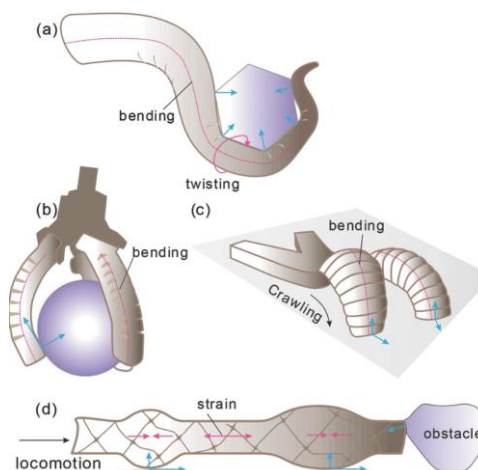 (a)
bending
twisting
(b)
bending
(c)
bending
Crawling
(d)
strain
obstacle
locomotion